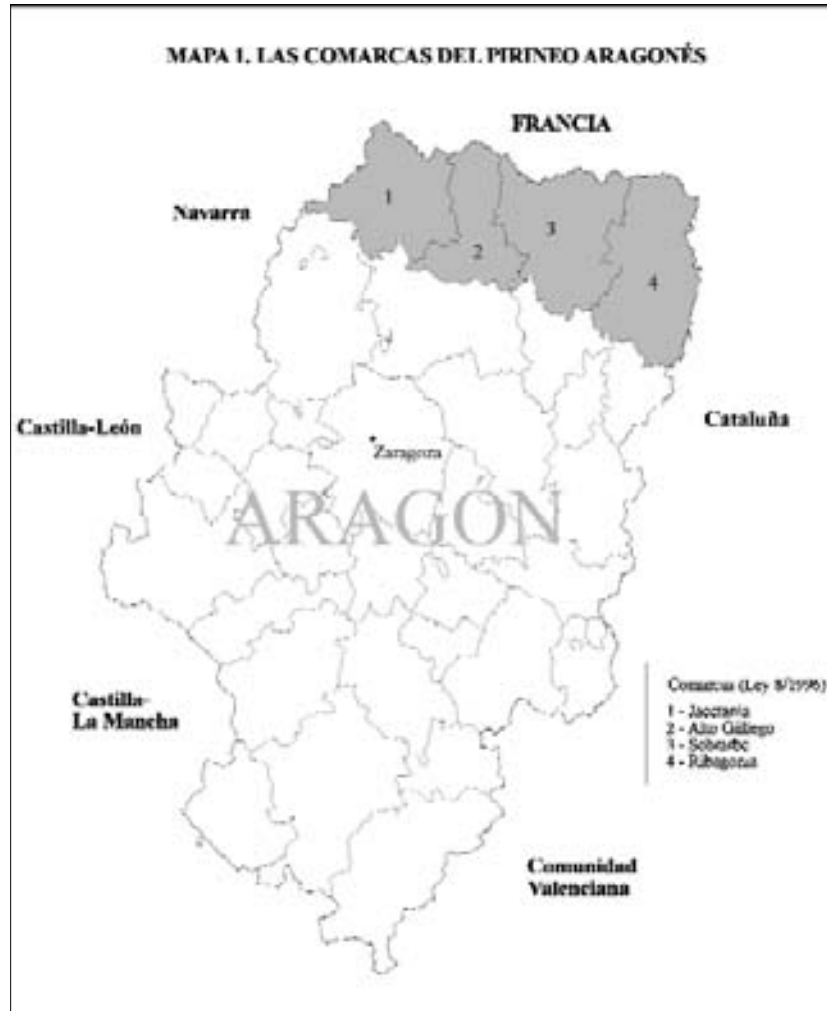 MAPA 1. LAS COMARCAS DEL PIRINEO ARAGONÉS
FRANCIA
Navarra
1
2
3
4
Castilla-León
Cataluña
Zaragoza
ARAGON
Castilla-
La Mancha
Comarcas (Ley 8/1996)
1 - Jacetania
2 - Alto Gállego
3 - Sobrarbe
4 - Ribagorza
Comunidad
Valenciana